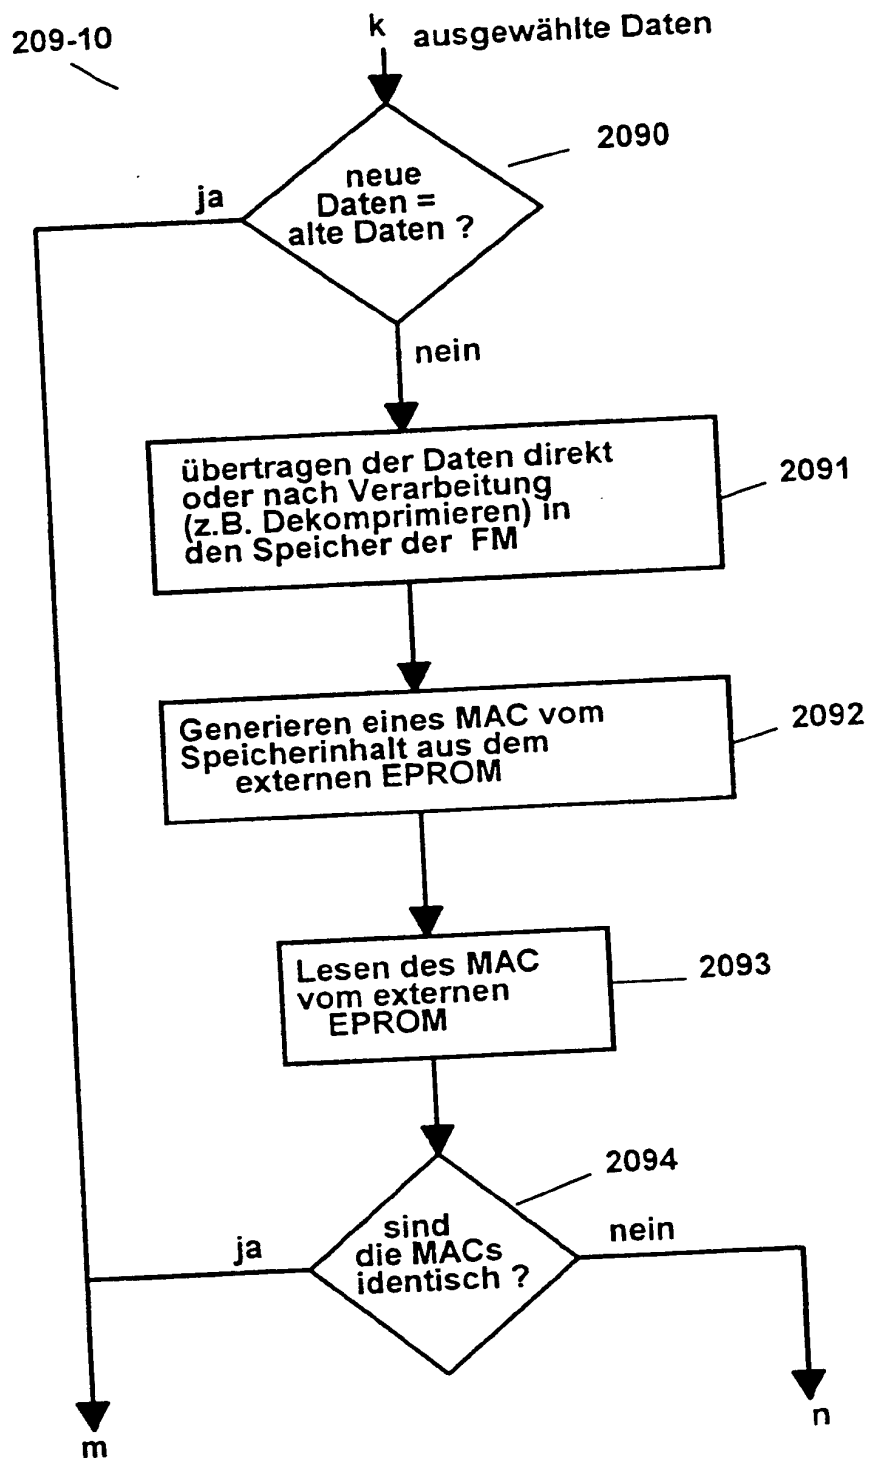 209-10
k ausgewählte Daten
2090
neue
Daten =
alte Daten ?
ja
nein
übertragen der Daten direkt
oder nach Verarbeitung
(z.B. Dekomprimieren) in
den Speicher der FM
2091
Generieren eines MAC vom
Speicherinhalt aus dem
externen EPROM
2092
Lesen des MAC
vom externen
EPROM
2093
2094
sind
die MACs
identisch ?
ja
nein
m
n